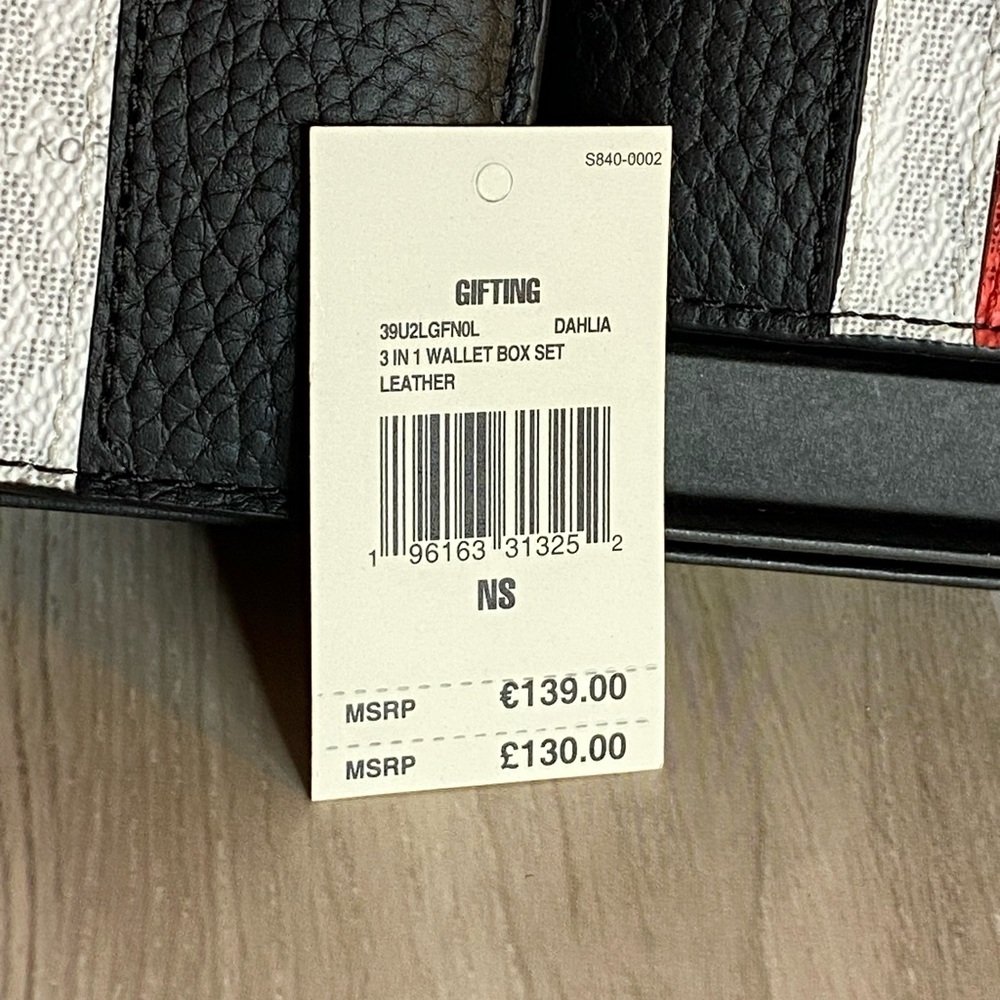 S840-0002
GIFTING
39U2LGFN0L DAHLIA
3 IN 1 WALLET BOX SET
LEATHER
1 96163 31325 2
NS
MSRP €139.00
MSRP £130.00